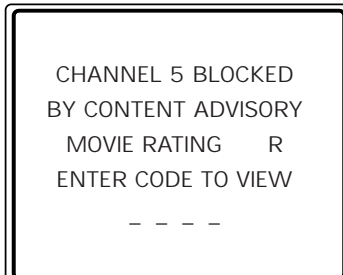 CHANNEL 5 BLOCKED
BY CONTENT ADVISORY
MOVIE RATING R
ENTER CODE TO VIEW
_ _ _ _